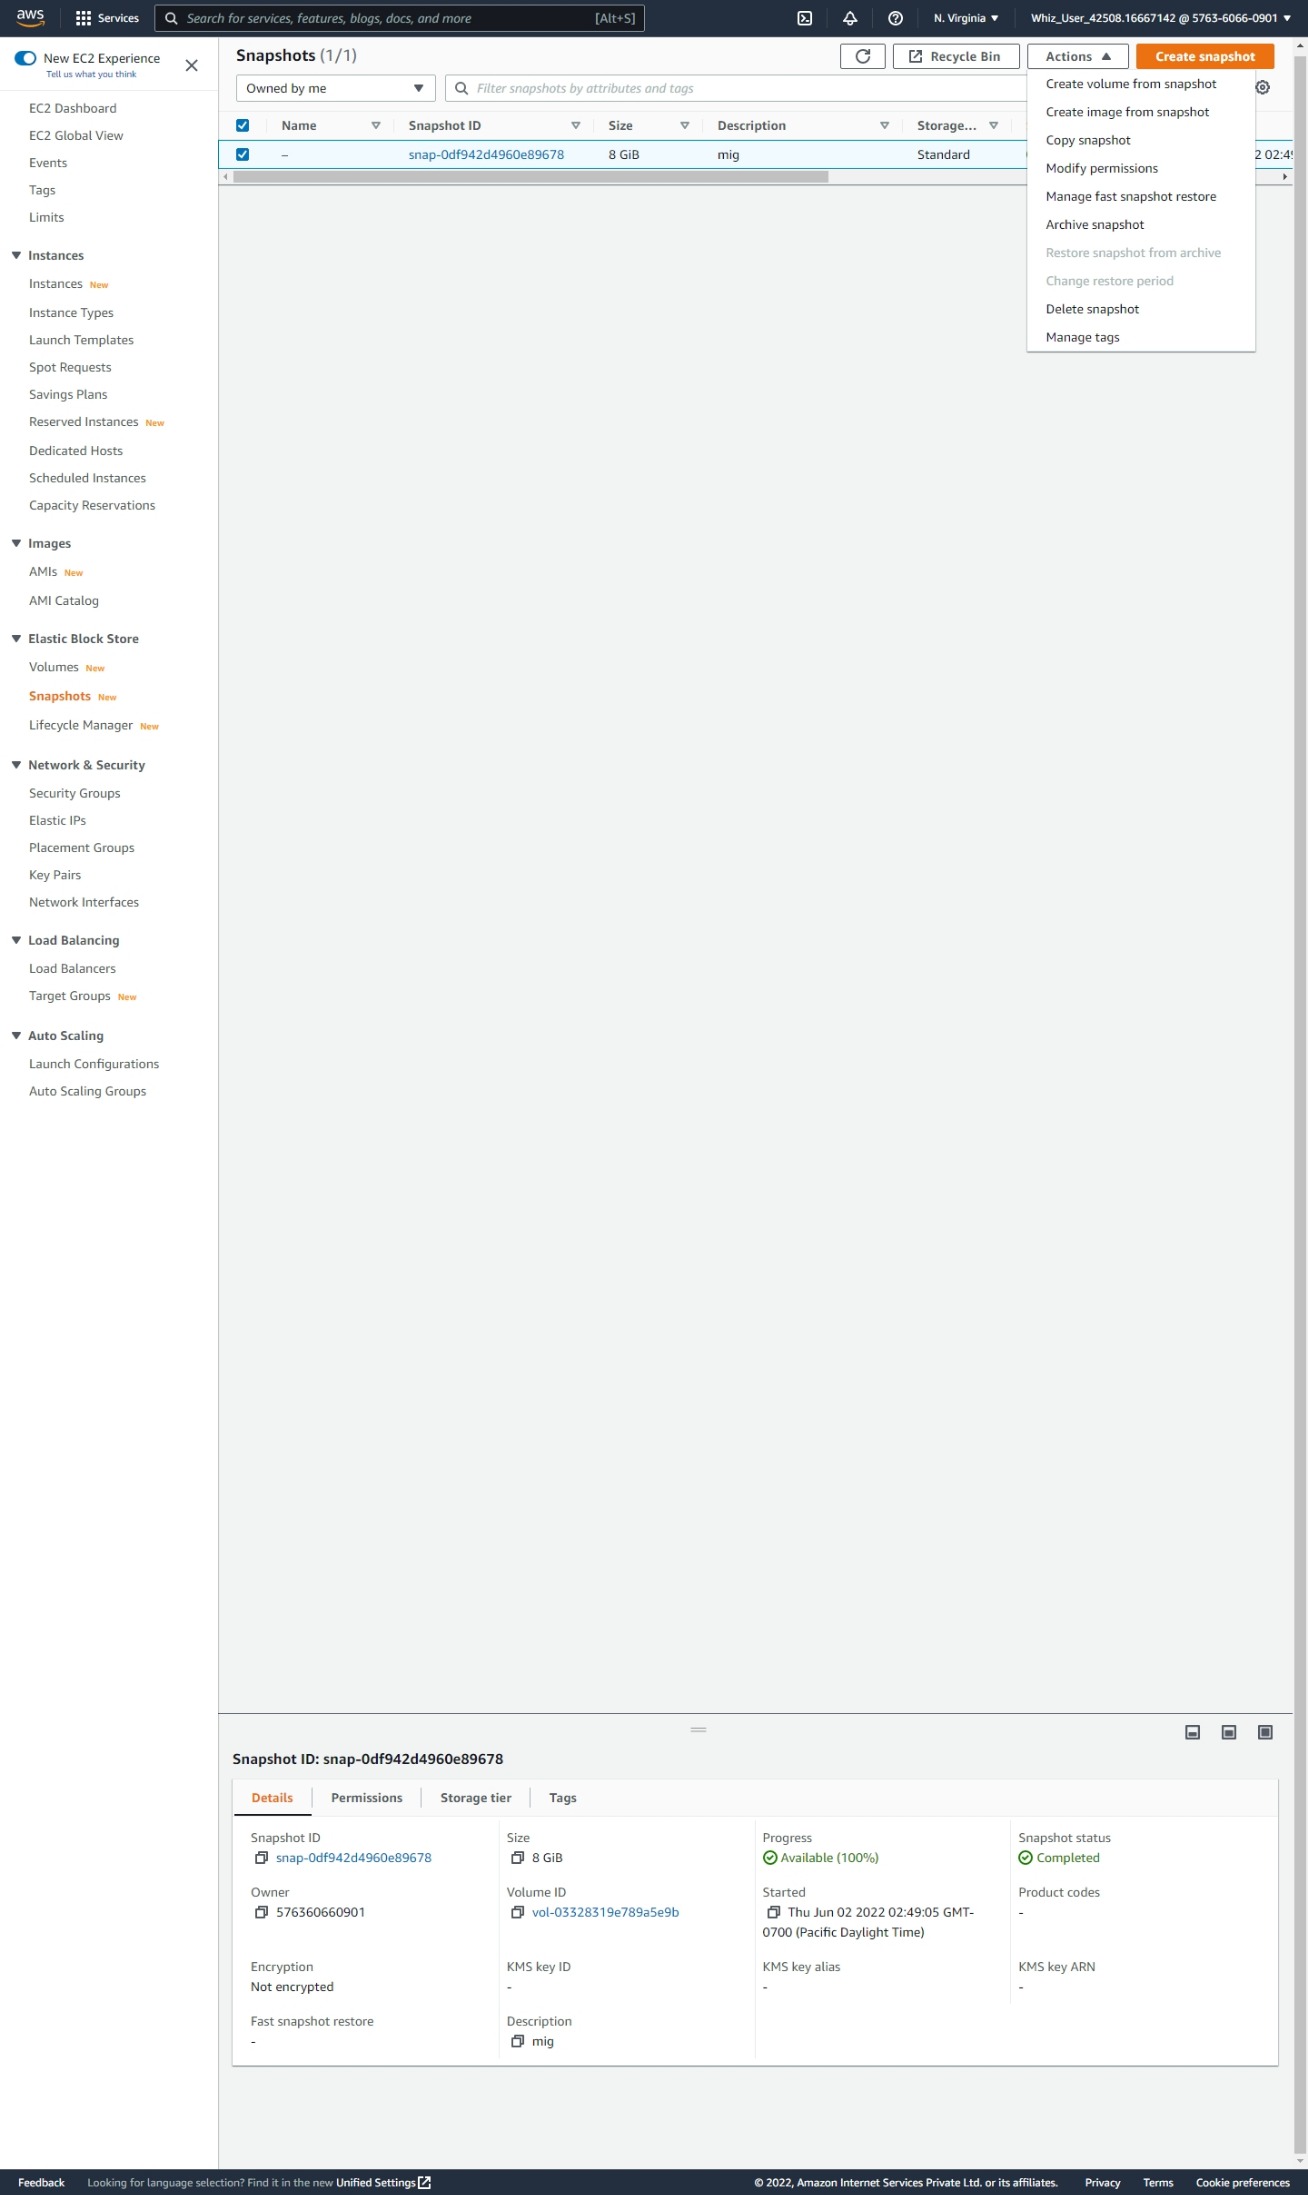 aws
Services
Search for services, features, blogs, docs, and more
[Alt+S]
N. Virginia
Whiz_User_42508.16667142 @ 5763-6066-0901
New EC2 Experience
Tell us what you think
EC2 Dashboard
EC2 Global View
Events
Tags
Limits
Instances
Instances New
Instance Types
Launch Templates
Spot Requests
Savings Plans
Reserved Instances New
Dedicated Hosts
Scheduled Instances
Capacity Reservations
Images
AMIs New
AMI Catalog
Elastic Block Store
Volumes New
Snapshots New
Lifecycle Manager New
Network & Security
Security Groups
Elastic IPs
Placement Groups
Key Pairs
Network Interfaces
Load Balancing
Load Balancers
Target Groups New
Auto Scaling
Launch Configurations
Auto Scaling Groups
Snapshots (1/1)
Recycle Bin
Actions
Create snapshot
Owned by me
Filter snapshots by attributes and tags
Name Snapshot ID Size Description Storage...
– snap-0df942d4960e89678 8 GiB mig Standard 2 02:49
Create volume from snapshot
Create image from snapshot
Copy snapshot
Modify permissions
Manage fast snapshot restore
Archive snapshot
Restore snapshot from archive
Change restore period
Delete snapshot
Manage tags
Snapshot ID: snap-0df942d4960e89678
Details Permissions Storage tier Tags
Snapshot ID Size Progress Snapshot status
snap-0df942d4960e89678 8 GiB Available (100%) Completed
Owner Volume ID Started Product codes
576360660901 vol-03328319e789a5e9b Thu Jun 02 2022 02:49:05 GMT- -
0700 (Pacific Daylight Time)
Encryption KMS key ID KMS key alias KMS key ARN
Not encrypted - - -
Fast snapshot restore Description
- mig
Feedback
Looking for language selection? Find it in the new Unified Settings
© 2022, Amazon Internet Services Private Ltd. or its affiliates.
Privacy Terms Cookie preferences